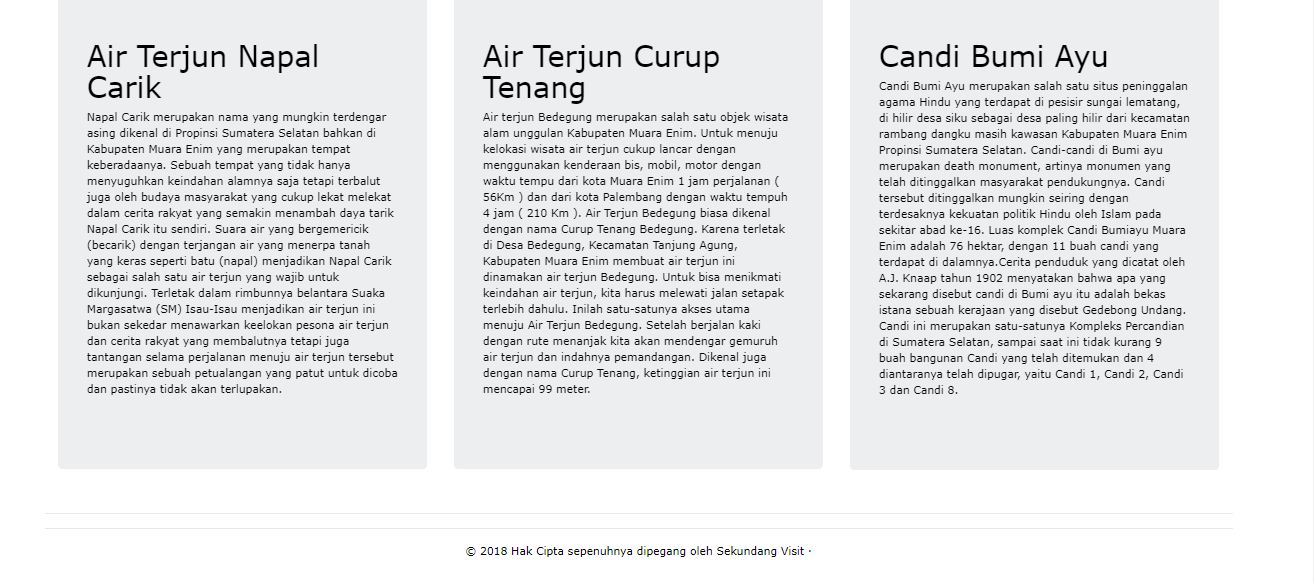 Air Terjun Napal
Carik
Napal Carik merupakan nama yang mungkin terdengar
asing dikenal di Propinsi Sumatera Selatan bahkan di
Kabupaten Muara Enim yang merupakan tempat
keberadaanya. Sebuah tempat yang tidak hanya
menyuguhkan keindahan alamnya saja tetapi terbalut
juga oleh budaya masyarakat yang cukup lekat melekat
dalam cerita rakyat yang semakin menambah daya tarik
Napal Carik itu sendiri. Suara air yang bergemericik
(becarik) dengan terjangan air yang menerpa tanah
yang keras seperti batu (napal) menjadikan Napal Carik
sebagai salah satu air terjun yang wajib untuk
dikunjungi. Terletak dalam rimbunnya belantara Suaka
Margasatwa (SM) Isau-Isau menjadikan air terjun ini
bukan sekedar menawarkan keelokan pesona air terjun
dan cerita rakyat yang membalutnya tetapi juga
tantangan selama perjalanan menuju air terjun tersebut
merupakan sebuah petualangan yang patut untuk dicoba
dan pastinya tidak akan terlupakan.
Air Terjun Curup
Tenang
Air terjun Bedegung merupakan salah satu objek wisata
alam unggulan Kabupaten Muara Enim. Untuk menuju
kelokasi wisata air terjun cukup lancar dengan
menggunakan kenderaan bis, mobil, motor dengan
waktu tempu dari kota Muara Enim 1 jam perjalanan (
56Km ) dan dari kota Palembang dengan waktu tempuh
4 jam ( 210 Km ). Air Terjun Bedegung biasa dikenal
dengan nama Curup Tenang Bedegung. Karena terletak
di Desa Bedegung, Kecamatan Tanjung Agung,
Kabupaten Muara Enim membuat air terjun ini
dinamakan air terjun Bedegung. Untuk bisa menikmati
keindahan air terjun, kita harus melewati jalan setapak
terlebih dahulu. Inilah satu-satunya akses utama
menuju Air Terjun Bedegung. Setelah berjalan kaki
dengan rute menanjak kita akan mendengar gemuruh
air terjun dan indahnya pemandangan. Dikenal juga
dengan nama Curup Tenang, ketinggian air terjun ini
mencapai 99 meter.
Candi Bumi Ayu
Candi Bumi Ayu merupakan salah satu situs peninggalan
agama Hindu yang terdapat di pesisir sungai lematang,
di hilir desa siku sebagai desa paling hilir dari kecamatan
rambang dangku masih kawasan Kabupaten Muara Enim
Propinsi Sumatera Selatan. Candi-candi di Bumi ayu
merupakan death monument, artinya monumen yang
telah ditinggalkan masyarakat pendukungnya. Candi
tersebut ditinggalkan mungkin seiring dengan
terdesaknya kekuatan politik Hindu oleh Islam pada
sekitar abad ke-16. Luas komplek Candi Bumiayu Muara
Enim adalah 76 hektar, dengan 11 buah candi yang
terdapat di dalamnya.Cerita penduduk yang dicatat oleh
A.J. Knaap tahun 1902 menyatakan bahwa apa yang
sekarang disebut candi di Bumi ayu itu adalah bekas
istana sebuah kerajaan yang disebut Gedebong Undang.
Candi ini merupakan satu-satunya Kompleks Percandian
di Sumatera Selatan, sampai saat ini tidak kurang 9
buah bangunan Candi yang telah ditemukan dan 4
diantaranya telah dipugar, yaitu Candi 1, Candi 2, Candi
3 dan Candi 8.
© 2018 Hak Cipta sepenuhnya dipegang oleh Sekundang Visit ·